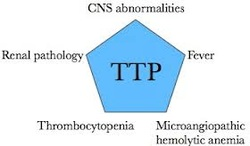 CNS abnormalities
Renal pathology
Fever
TTP
Thrombocytopenia
Microangiopathic
hemolytic anemia